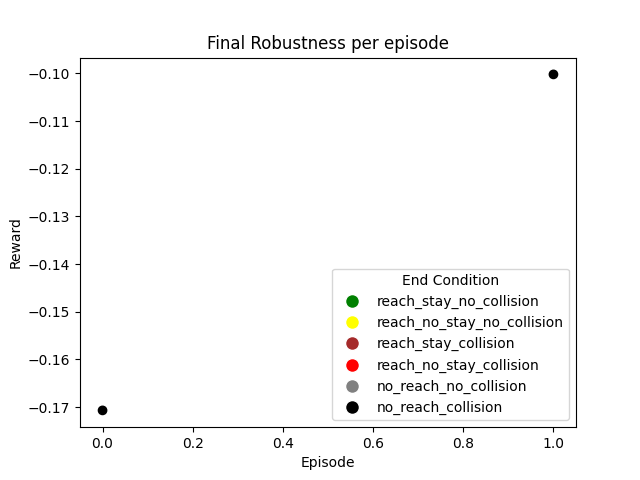 Final Robustness per episode
Reward
−0.10
−0.11
−0.12
−0.13
−0.14
−0.15
−0.16
−0.17
End Condition
reach_stay_no_collision
reach_no_stay_no_collision
reach_stay_collision
reach_no_stay_collision
no_reach_no_collision
no_reach_collision
0.0 0.2 0.4 0.6 0.8 1.0
Episode